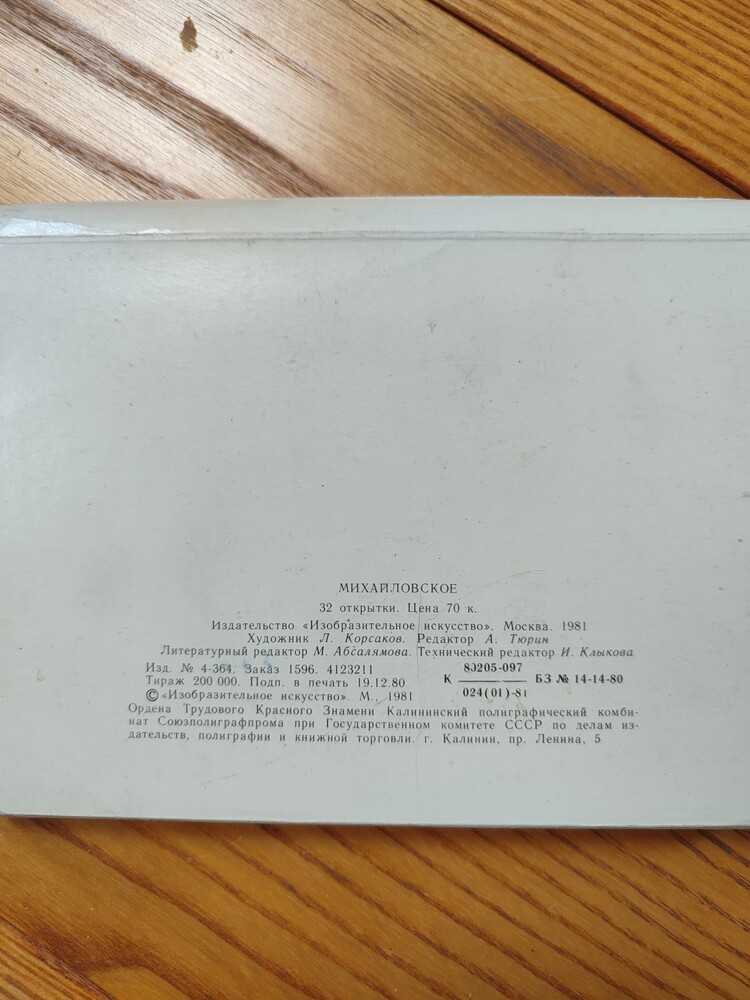 МИХАЙЛОВСКОЕ
32 открытки. Цена 70 к.
Издательство «Изобразительное искусство». Москва. 1981
Художник Л. Корсаков. Редактор А. Тюрин
Литературный редактор М. Абсалямова. Технический редактор И. Клыкова
Изд. № 4-364. Заказ 1596. 4123211
Тираж 200 000. Подп. в печать 19.12.80
©«Изобразительное искусство». М., 1981
80205-097
К ——— БЗ № 14-14-80
024(01)-81
Ордена Трудового Красного Знамени Калининский полиграфический комби-
нат Союзполиграфпрома при Государственном комитете СССР по делам из-
дательств, полиграфии и книжной торговли. г. Калинин, пр. Ленина, 5